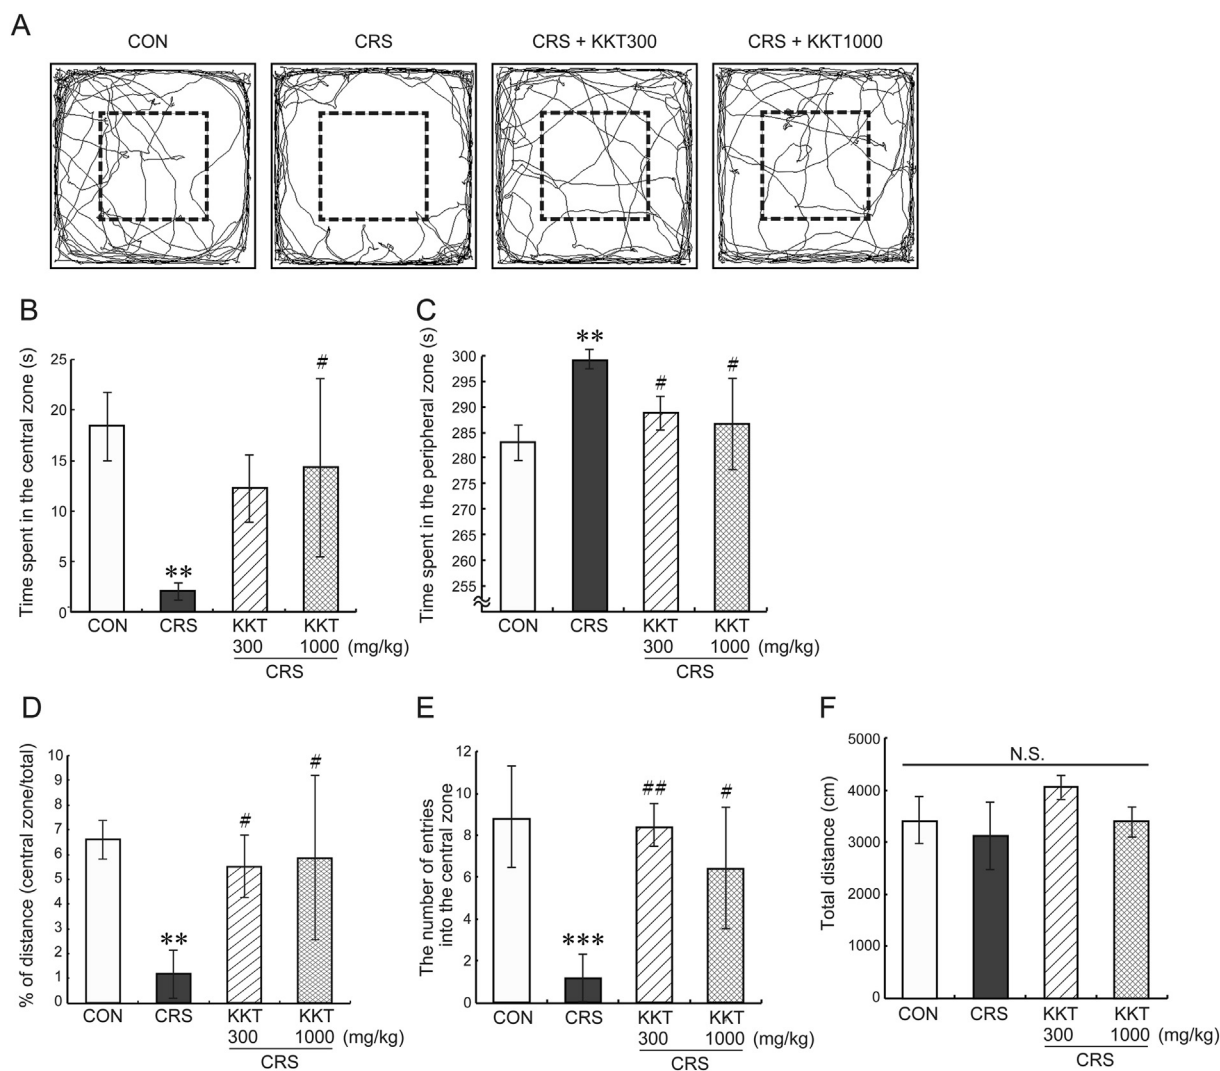 A
CON
CRS
CRS + KKT300
CRS + KKT1000
B
Time spent in the central zone (s)
25
20
15
10
5
0
**
#
CON
CRS
KKT
300
KKT
1000
(mg/kg)
CRS
C
Time spent in the peripheral zone (s)
300
295
290
285
280
275
270
265
260
255
**
#
#
CON
CRS
KKT
300
KKT
1000
(mg/kg)
CRS
D
% of distance (central zone/total)
10
9
8
7
6
5
4
3
2
1
0
**
#
#
CON
CRS
KKT
300
KKT
1000
(mg/kg)
CRS
E
The number of entries
into the central zone
12
10
8
6
4
2
0
***
##
#
CON
CRS
KKT
300
KKT
1000
(mg/kg)
CRS
F
Total distance (cm)
5000
4000
3000
2000
1000
0
N.S.
CON
CRS
KKT
300
KKT
1000
(mg/kg)
CRS